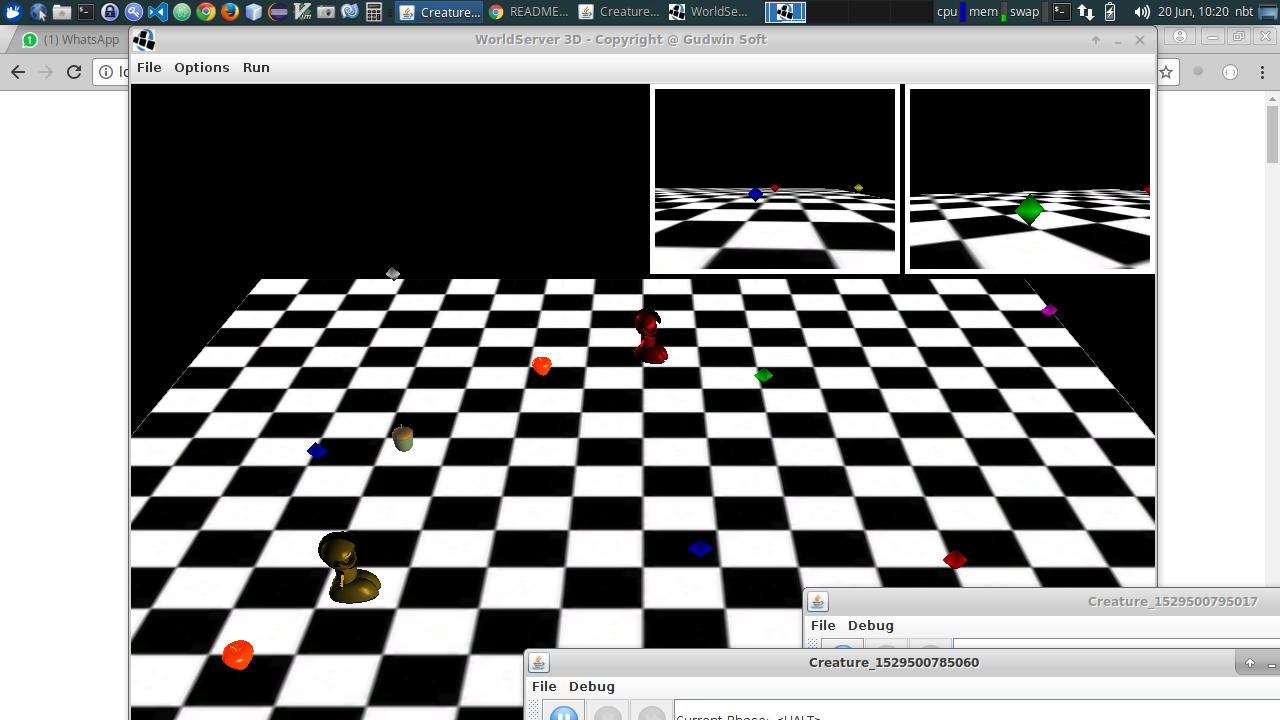 Creature...
README...
Creature...
WorldSe...
cpu
mem
swap
20 Jun, 10:20
nbt
(1) WhatsApp
WorldServer 3D - Copyright @ Gudwin Soft
File Options Run
Creature_1529500795017
File Debug
Creature_1529500785060
File Debug
Current Phase: <HALT>